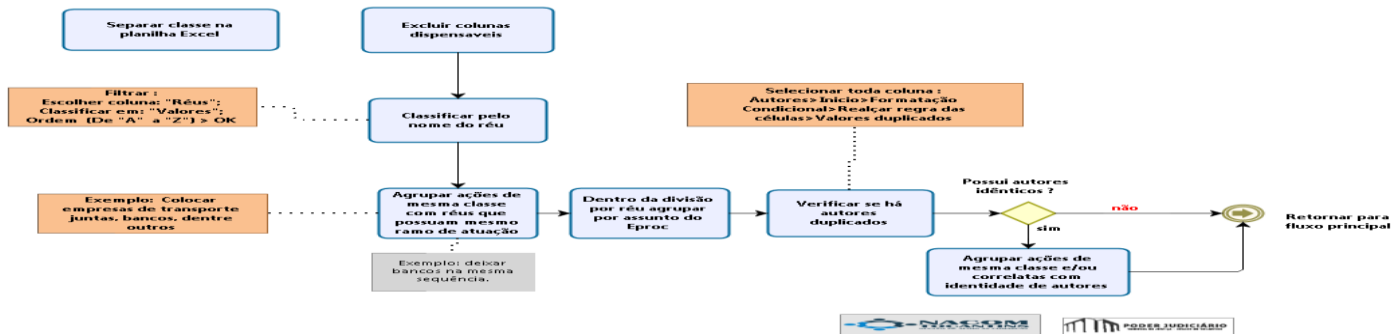 Separar classe na
planilha Excel
Excluir colunas
dispensaveis
Filtrar :
Escolher coluna: "Réus";
Classificar em: "Valores";
Ordem (De "A" a "Z") > OK
Classificar pelo
nome do réu
Selecionar toda coluna :
Autores>Inicio>Formatação
Condicional>Realçar regra das
células>Valores duplicados
Exemplo: Colocar
empresas de transporte
juntas, bancos, dentre
outros
Agrupar ações de
mesma classe
com réus que
possuam mesmo
ramo de atuação
Dentro da divisão
por réu agrupar
por assunto do
Eproc
Verificar se há
autores
duplicados
Possui autores
idênticos ?
não
sim
Retornar para
fluxo principal
Exemplo: deixar
bancos na mesma
sequência.
Agrupar ações de
mesma classe e/ou
correlatas com
identidade de autores
NACOM
TOCANTINS
PODER JUDICIÁRIO